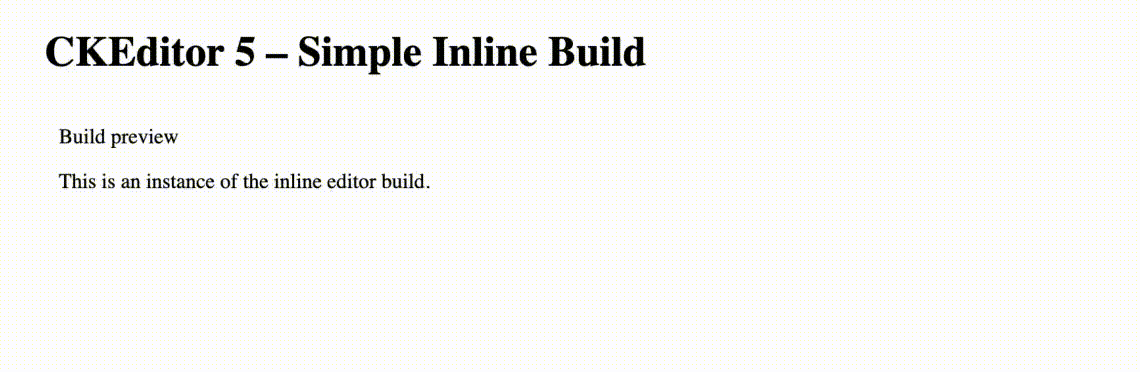 CKEditor 5 – Simple Inline Build
Build preview
This is an instance of the inline editor build.